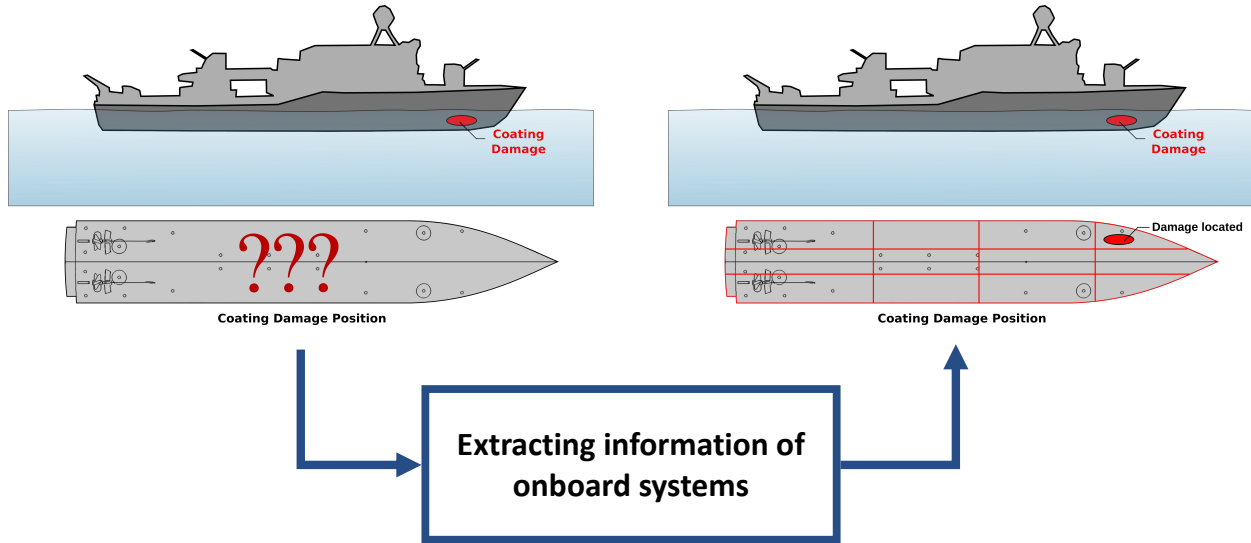 Coating
Damage
???
Coating Damage Position
Coating
Damage
Damage located
Coating Damage Position
Extracting information of
onboard systems